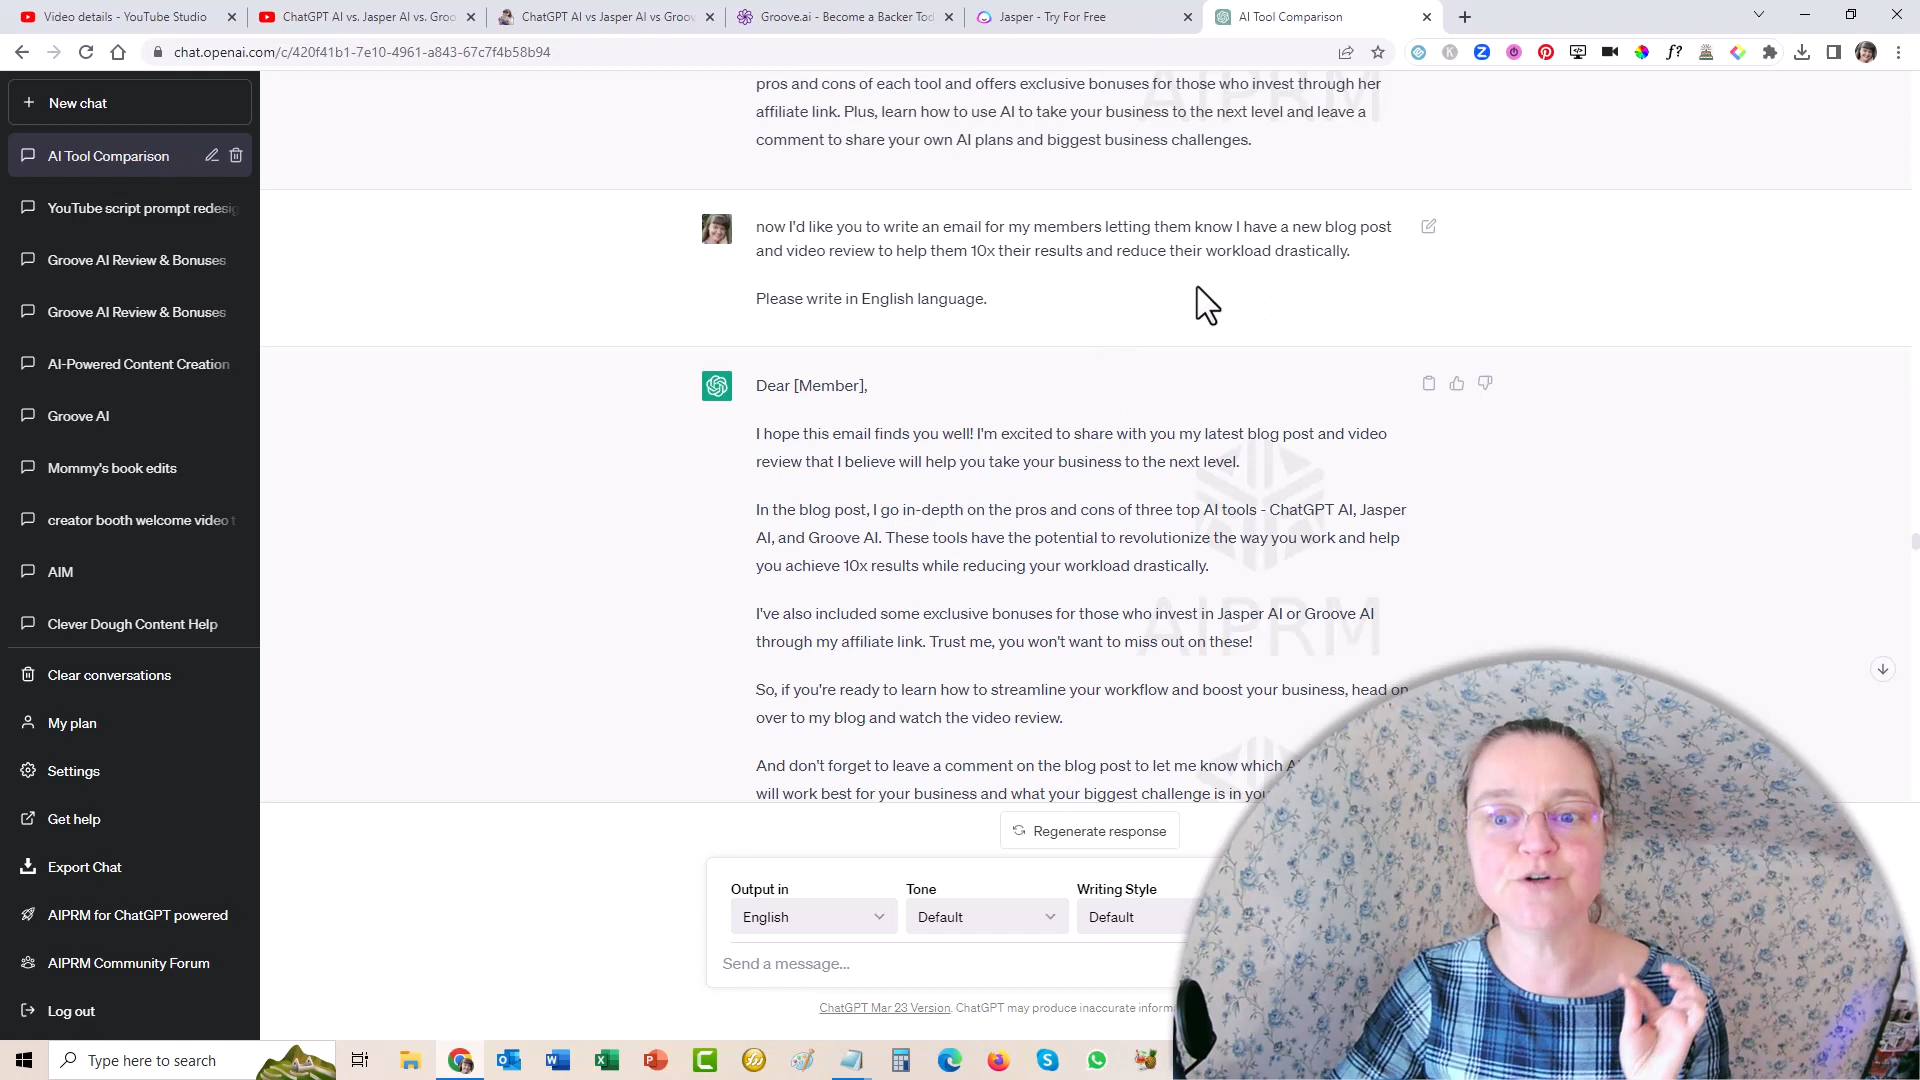 Video details - YouTube Studio
ChatGPT AI vs. Jasper AI vs. Groo
ChatGPT AI vs Jasper AI vs Groov
Groove.ai - Become a Backer Tod
Jasper - Try For Free
AI Tool Comparison
chat.openai.com/c/420f41b1-7e10-4961-a843-67c7f4b58b94
New chat
AI Tool Comparison
YouTube script prompt redesig
Groove AI Review & Bonuses
Groove AI Review & Bonuses
AI-Powered Content Creation
Groove AI
Mommy's book edits
creator booth welcome video t
AIM
Clever Dough Content Help
Clear conversations
My plan
Settings
Get help
Export Chat
AIPRM for ChatGPT powered
AIPRM Community Forum
Log out
pros and cons of each tool and offers exclusive bonuses for those who invest through her
affiliate link. Plus, learn how to use AI to take your business to the next level and leave a
comment to share your own AI plans and biggest business challenges.
AIPRM
now I'd like you to write an email for my members letting them know I have a new blog post
and video review to help them 10x their results and reduce their workload drastically.
Please write in English language.
Dear [Member],
I hope this email finds you well! I'm excited to share with you my latest blog post and video
review that I believe will help you take your business to the next level.
In the blog post, I go in-depth on the pros and cons of three top AI tools - ChatGPT AI, Jasper
AI, and Groove AI. These tools have the potential to revolutionize the way you work and help
you achieve 10x results while reducing your workload drastically.
I've also included some exclusive bonuses for those who invest in Jasper AI or Groove AI
through my affiliate link. Trust me, you won't want to miss out on these!
AIPRM
So, if you're ready to learn how to streamline your workflow and boost your business, head on
over to my blog and watch the video review.
And don't forget to leave a comment on the blog post to let me know which A
will work best for your business and what your biggest challenge is in you
Regenerate response
Output in
Tone
Writing Style
English
Default
Default
Send a message...
ChatGPT Mar 23 Version. ChatGPT may produce inaccurate inform
Type here to search